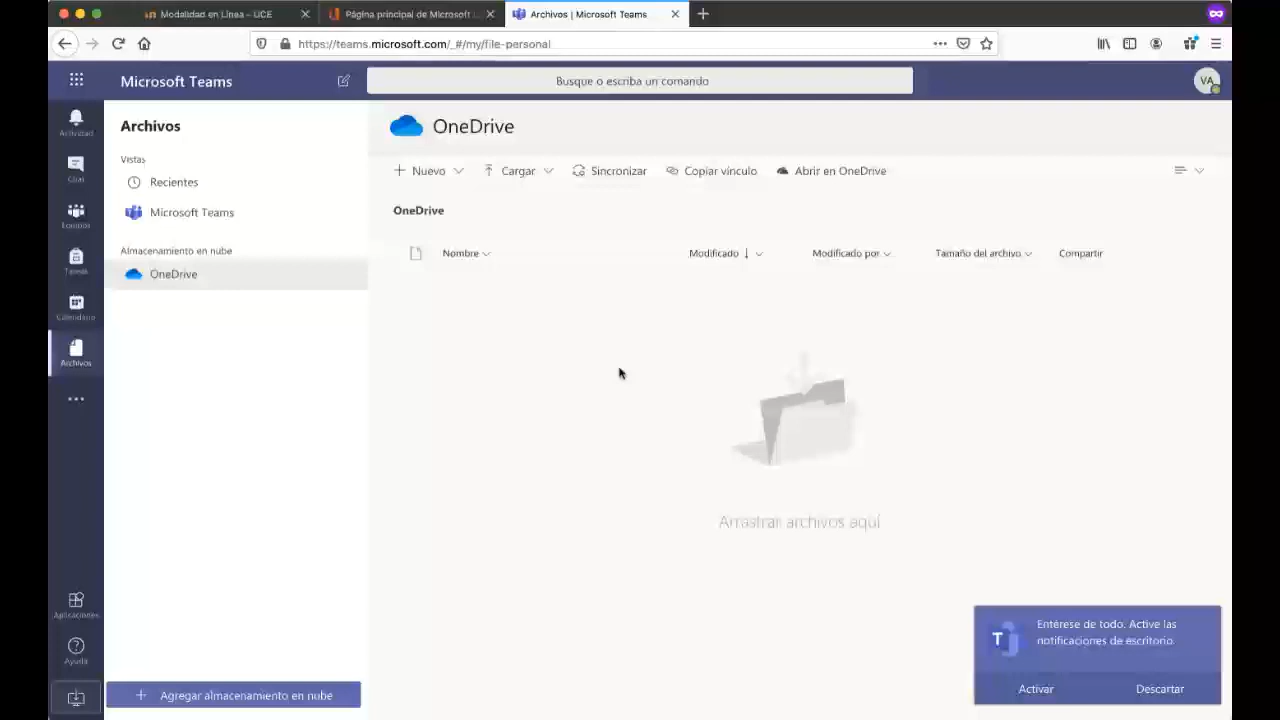 Modalidad en Línea – UCE
Página principal de Microsoft
Archivos | Microsoft Teams
https://teams.microsoft.com/_#/my/file-personal
Microsoft Teams
Busque o escriba un comando
VA
Actividad
Chat
Equipos
Tareas
Calendario
Archivos
Aplicaciones
Ayuda
Archivos
Vistas
Recientes
Microsoft Teams
Almacenamiento en nube
OneDrive
+ Agregar almacenamiento en nube
OneDrive
+ Nuevo
Cargar
Sincronizar
Copiar vínculo
Abrir en OneDrive
OneDrive
Nombre
Modificado ↓
Modificado por
Tamaño del archivo
Compartir
Arrastrar archivos aquí
T
Entérese de todo. Active las
notificaciones de escritorio.
Activar
Descartar